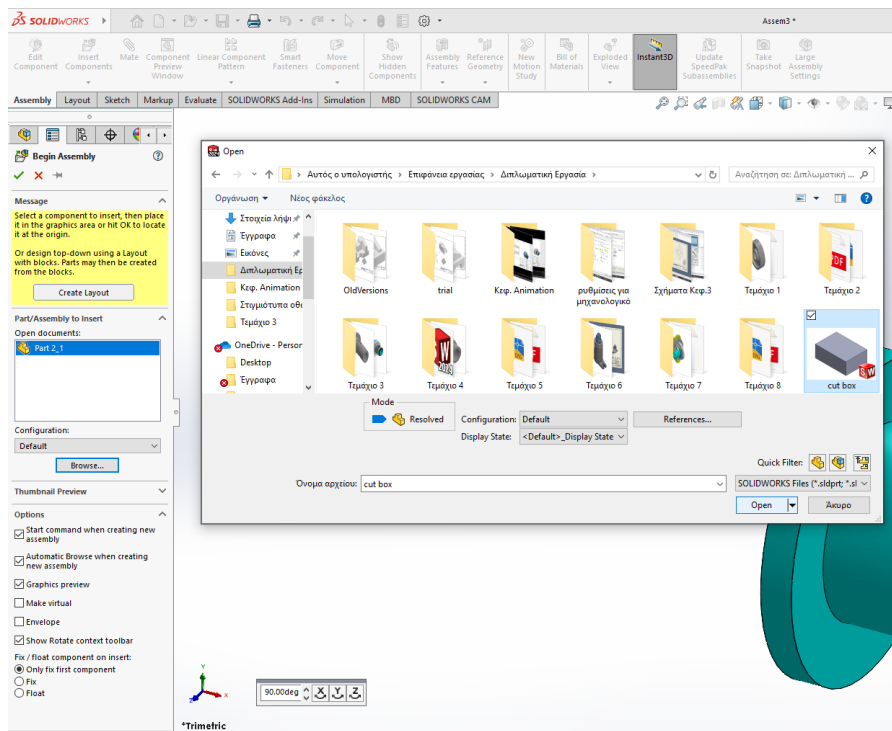 SOLIDWORKS
Assem3 *
Edit Component
Insert Components
Mate
Component Preview Window
Linear Component Pattern
Smart Fasteners
Move Component
Show Hidden Components
Assembly Features
Reference Geometry
New Motion Study
Bill of Materials
Exploded View
Instant3D
Update SpeedPak Subassemblies
Take Snapshot
Large Assembly Settings
Assembly Layout Sketch Markup Evaluate SOLIDWORKS Add-Ins Simulation MBD SOLIDWORKS CAM
Begin Assembly
Message
Select a component to insert, then place
it in the graphics area or hit OK to locate
it at the origin.
Or design top-down using a Layout
with blocks. Parts may then be created
from the blocks.
Create Layout
Part/Assembly to Insert
Open documents:
Part 2_1
Configuration:
Default
Browse...
Thumbnail Preview
Options
Start command when creating new
assembly
Automatic Browse when creating
new assembly
Graphics preview
Make virtual
Envelope
Show Rotate context toolbar
Fix / float component on insert:
Only fix first component
Fix
Float
Open
Αυτός ο υπολογιστής › Επιφάνεια εργασίας › Διπλωματική Εργασία ›
Αναζήτηση σε: Διπλωματική ...
Οργάνωση
Νέος φάκελος
Στοιχεία λήψι
Έγγραφα
Εικόνες
Διπλωματική Ερ
Κεφ. Animation
Στιγμιότυπα οθο
Τεμάχιο 3
OneDrive - Person
Desktop
Έγγραφα
OldVersions
trial
Κεφ. Animation
ρυθμίσεις για
μηχανολογικό
Σχήματα Κεφ.3
Τεμάχιο 1
Τεμάχιο 2
PDF
Τεμάχιο 3
Τεμάχιο 4
2024
Τεμάχιο 5
Τεμάχιο 6
Τεμάχιο 7
Τεμάχιο 8
cut box
Mode
Resolved
Configuration: Default
References...
Display State: <Default>_Display State
Quick Filter:
Όνομα αρχείου: cut box
SOLIDWORKS Files (*.sldprt; *.sl
Open
Άκυρο
90.00deg
X Y Z
Y
X
Z
*Trimetric